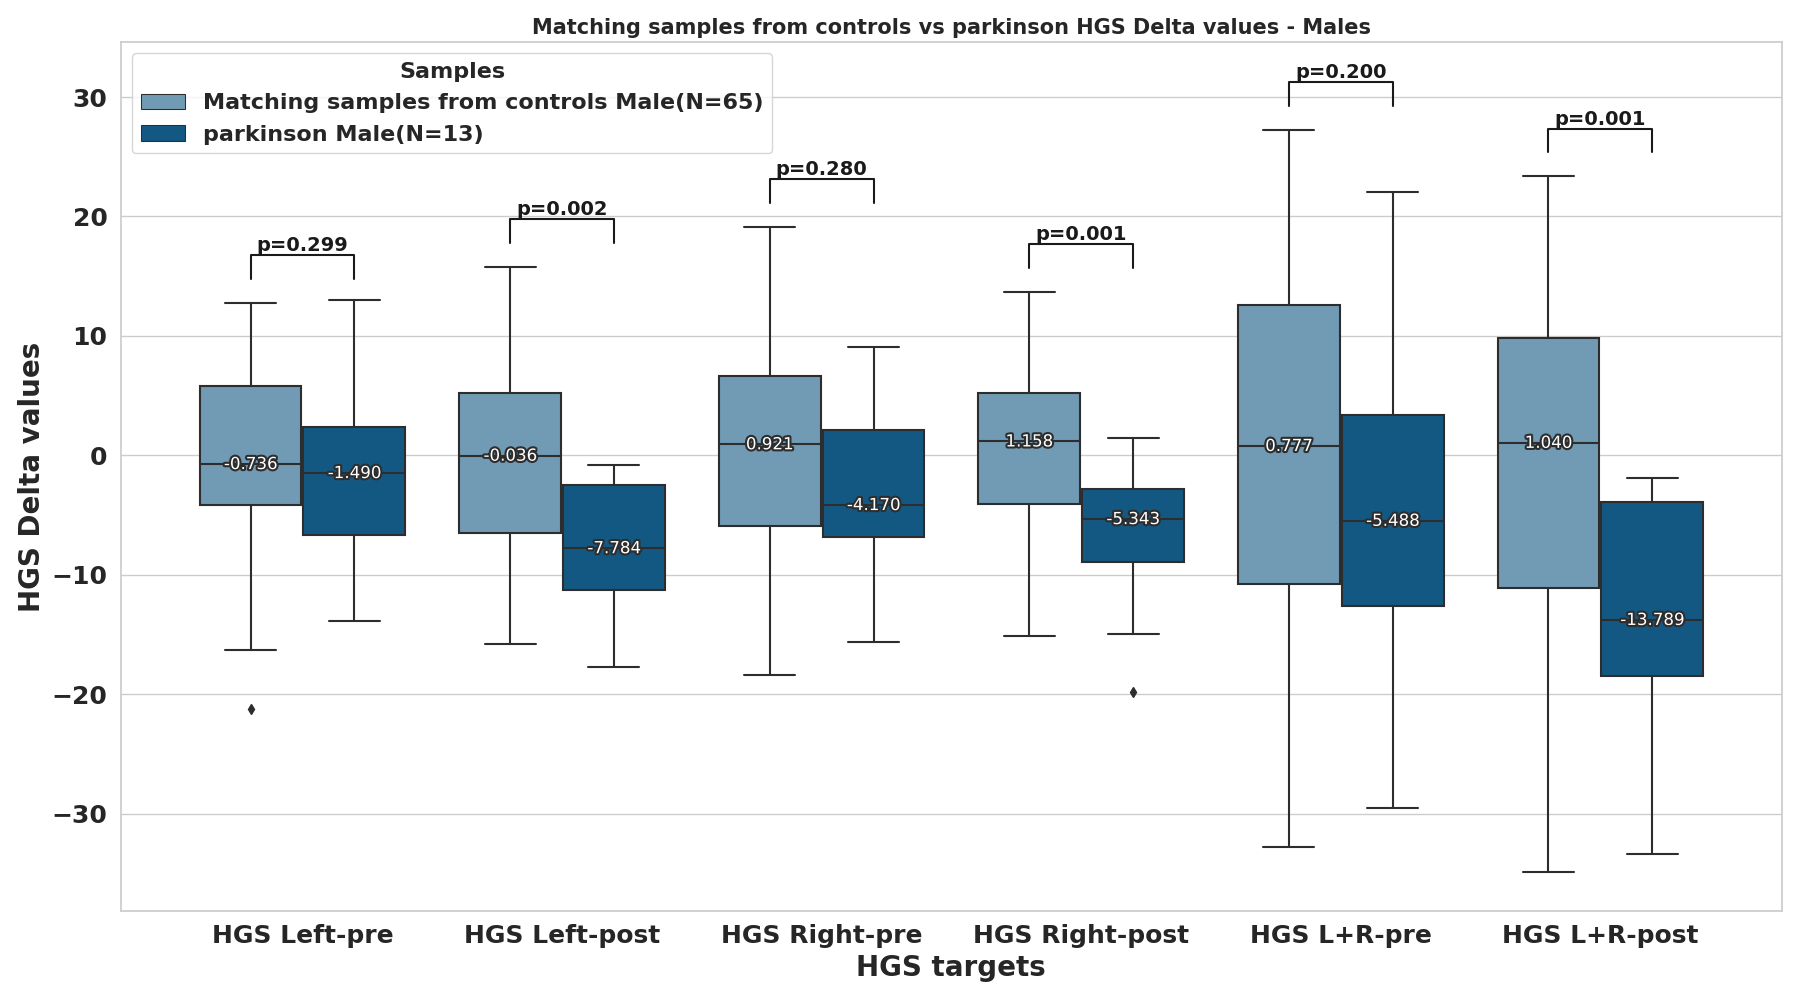 Matching samples from controls vs parkinson HGS Delta values - Males
Samples
Matching samples from controls Male(N=65)
parkinson Male(N=13)
HGS Delta values
30
20
10
0
−10
−20
−30
p=0.299
p=0.002
p=0.280
p=0.001
p=0.200
p=0.001
-0.736
-1.490
-0.036
-7.784
0.921
-4.170
1.158
-5.343
0.777
-5.488
1.040
-13.789
HGS Left-pre
HGS Left-post
HGS Right-pre
HGS Right-post
HGS L+R-pre
HGS L+R-post
HGS targets